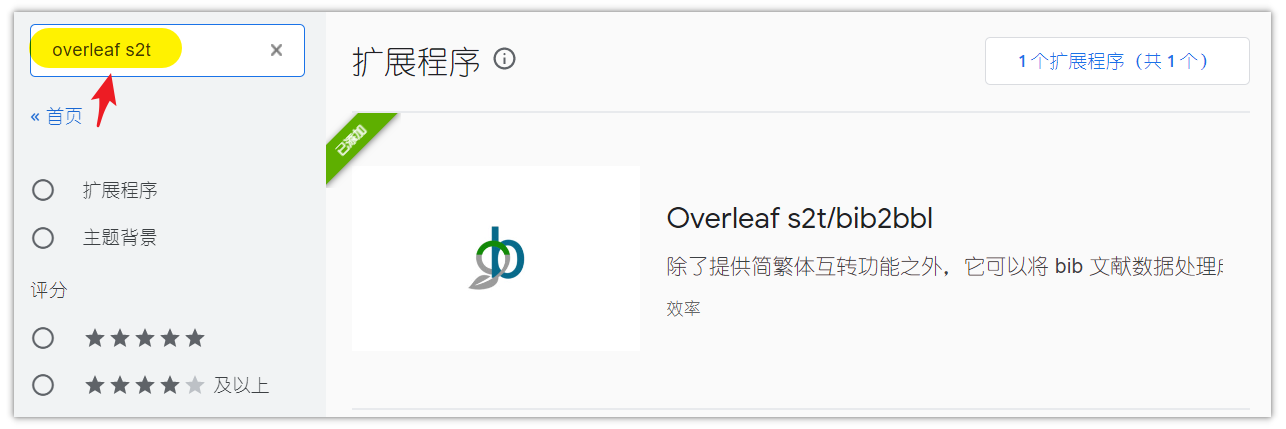 overleaf s2t
« 首页
扩展程序
主题背景
评分
及以上
扩展程序
1 个扩展程序（共 1 个）
已添加
Overleaf s2t/bib2bbl
除了提供简繁体互转功能之外，它可以将 bib 文献数据处理
效率